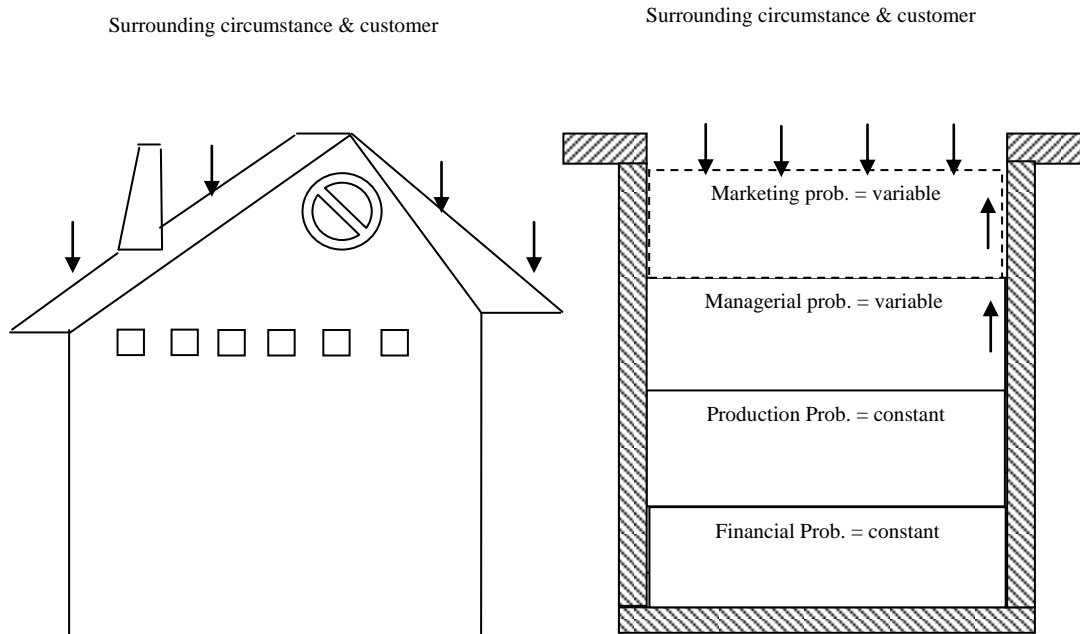 Surrounding circumstance & customer
Surrounding circumstance & customer
Marketing prob. = variable
Managerial prob. = variable
Production Prob. = constant
Financial Prob. = constant